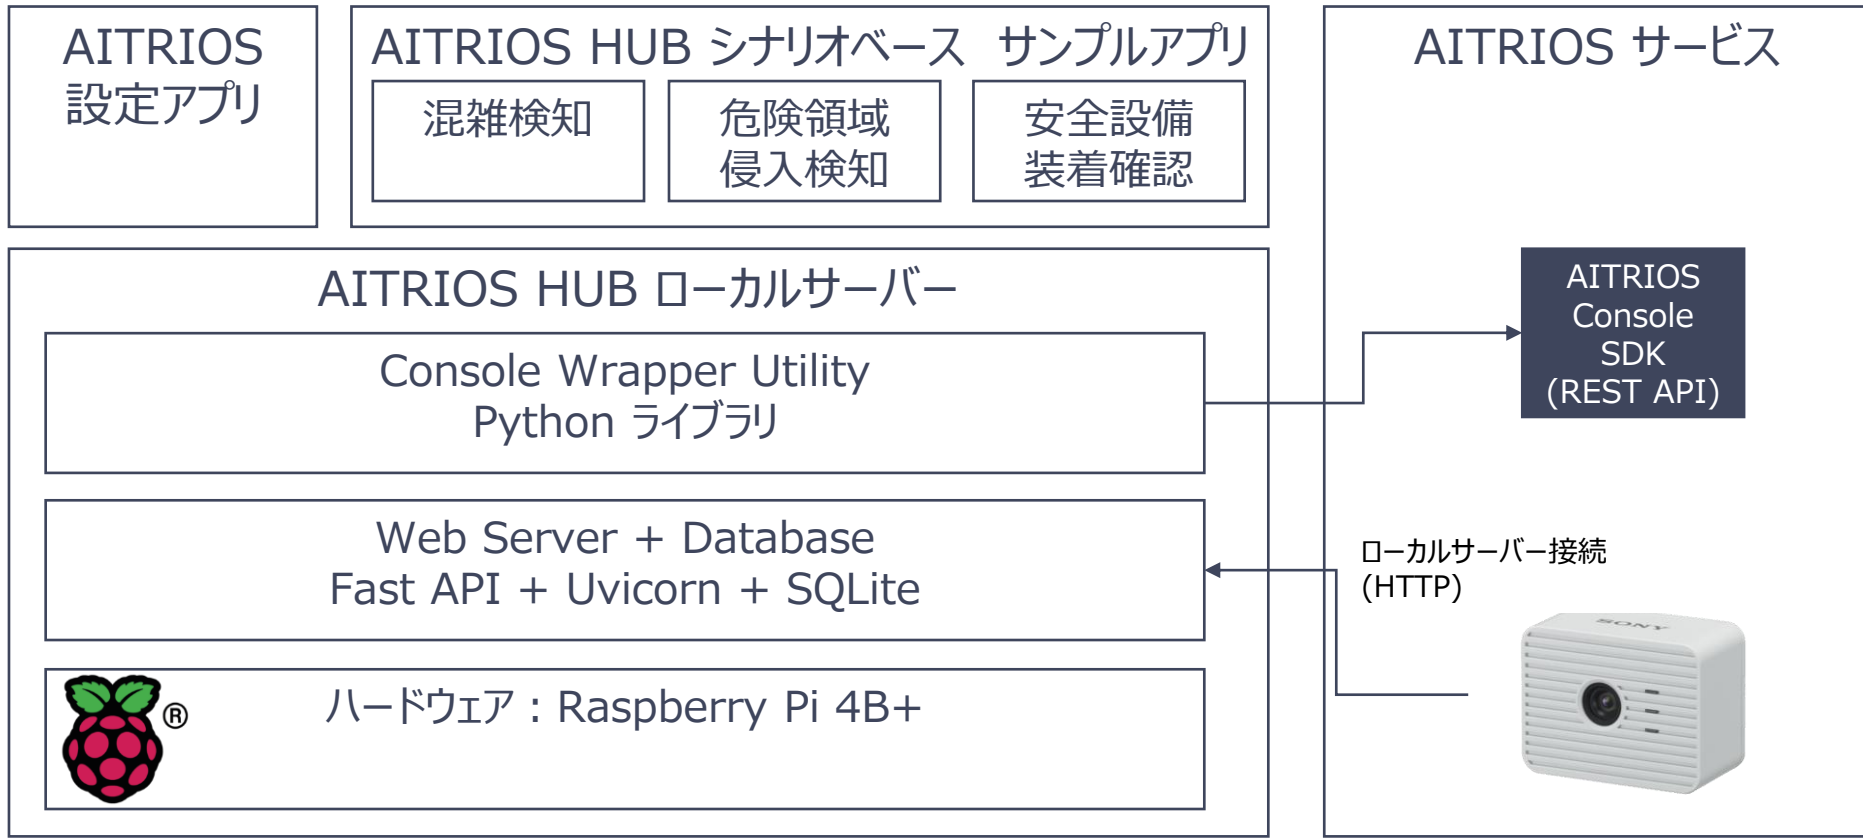 AITRIOS
設定アプリ
AITRIOS HUB シナリオベース サンプルアプリ
混雑検知
危険領域
侵入検知
安全設備
装着確認
AITRIOS サービス
AITRIOS HUB ローカルサーバー
Console Wrapper Utility
Python ライブラリ
AITRIOS
Console
SDK
(REST API)
Web Server + Database
Fast API + Uvicorn + SQLite
ローカルサーバー接続
(HTTP)
SONY
®
ハードウェア：Raspberry Pi 4B+